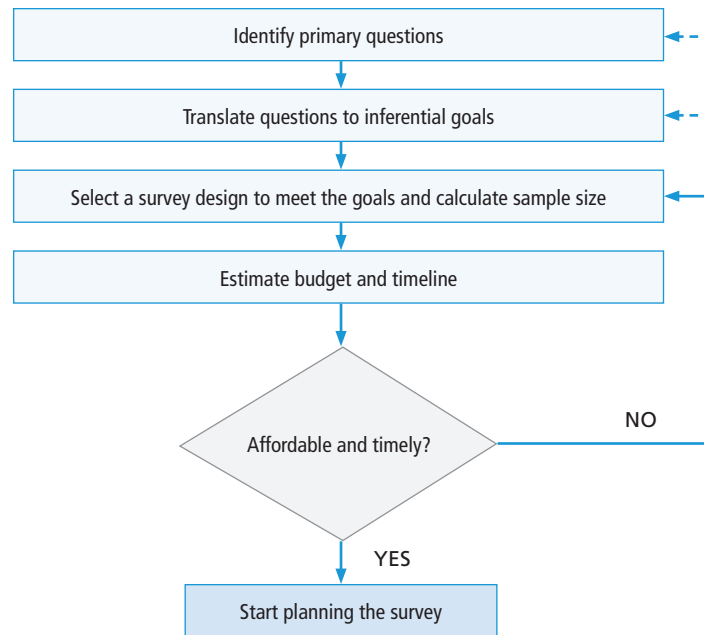 Identify primary questions
Translate questions to inferential goals
Select a survey design to meet the goals and calculate sample size
Estimate budget and timeline
Affordable and timely?
NO
YES
Start planning the survey